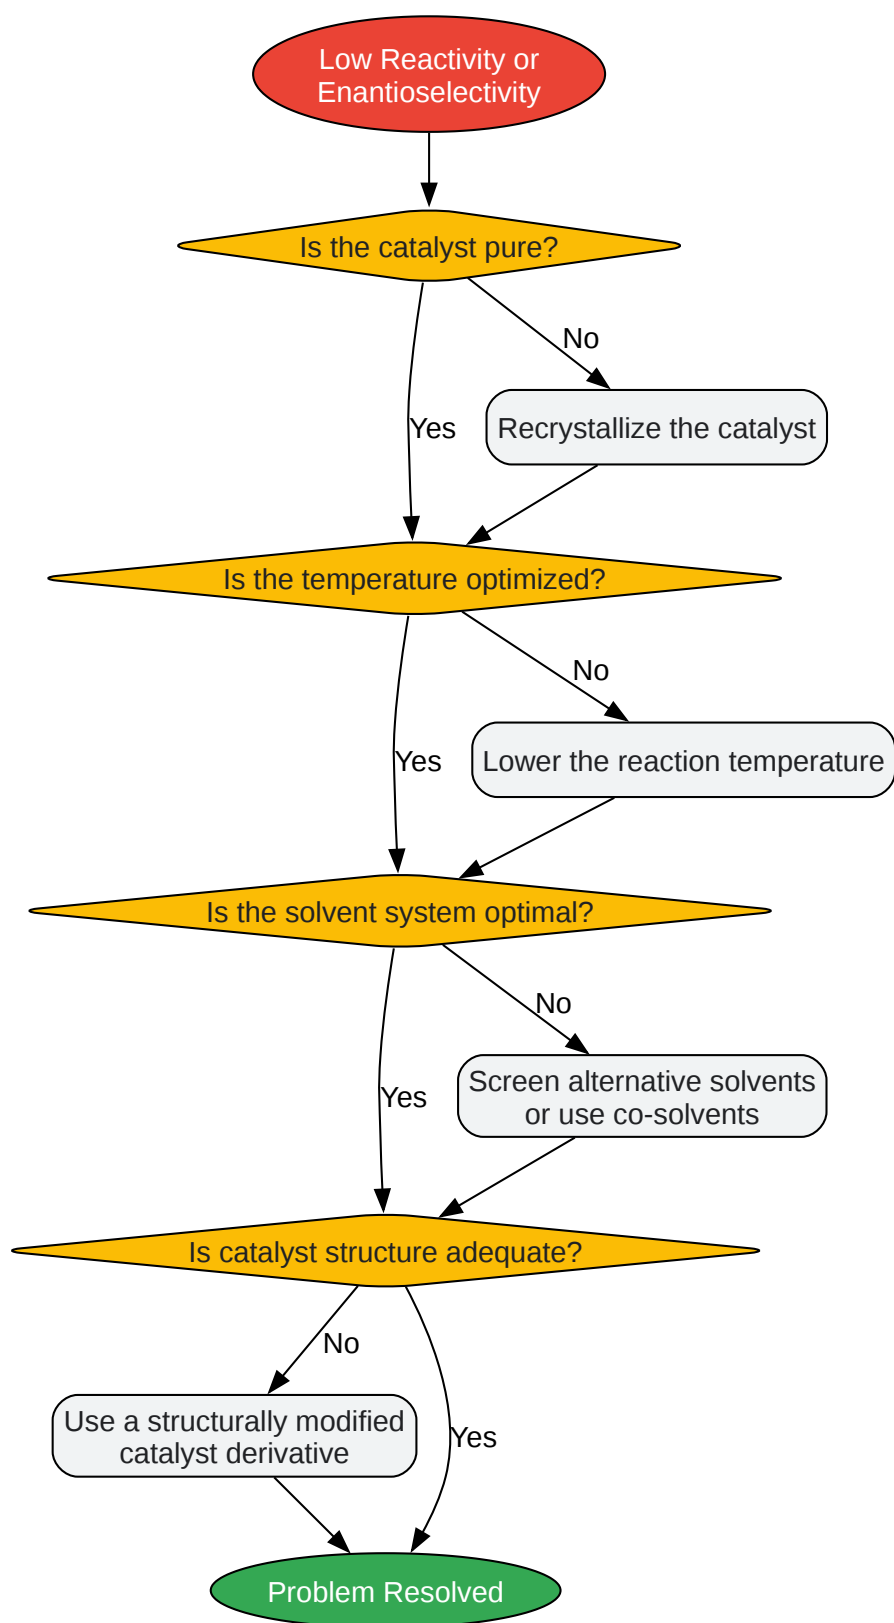 Low Reactivity or
Enantioselectivity
Is the catalyst pure?
No
Yes
Recrystallize the catalyst
Is the temperature optimized?
No
Yes
Lower the reaction temperature
Is the solvent system optimal?
No
Yes
Screen alternative solvents
or use co-solvents
Is catalyst structure adequate?
No
Use a structurally modified
catalyst derivative
Yes
Problem Resolved